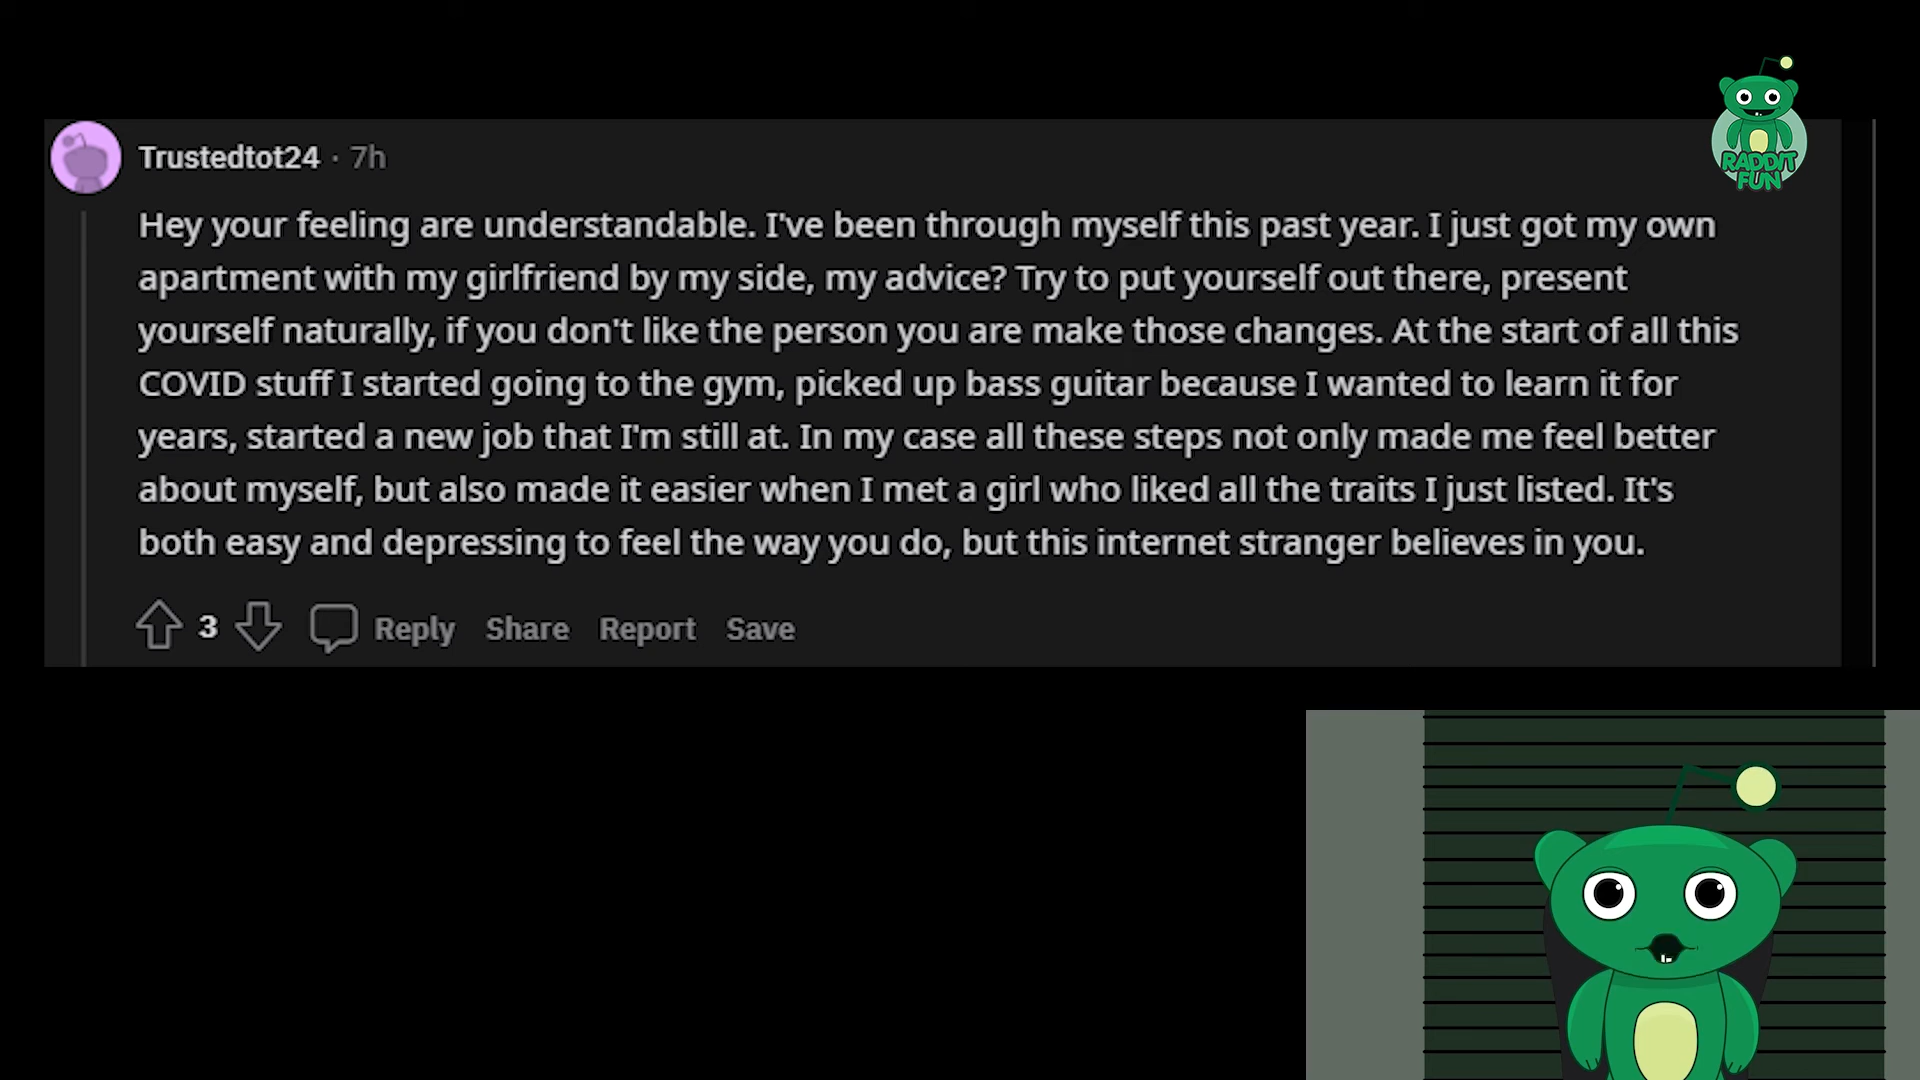 RADDIT
FUN
Trustedtot24 · 7h
Hey your feeling are understandable. I've been through myself this past year. I just got my own
apartment with my girlfriend by my side, my advice? Try to put yourself out there, present
yourself naturally, if you don't like the person you are make those changes. At the start of all this
COVID stuff I started going to the gym, picked up bass guitar because I wanted to learn it for
years, started a new job that I'm still at. In my case all these steps not only made me feel better
about myself, but also made it easier when I met a girl who liked all the traits I just listed. It's
both easy and depressing to feel the way you do, but this internet stranger believes in you.
3 Reply Share Report Save